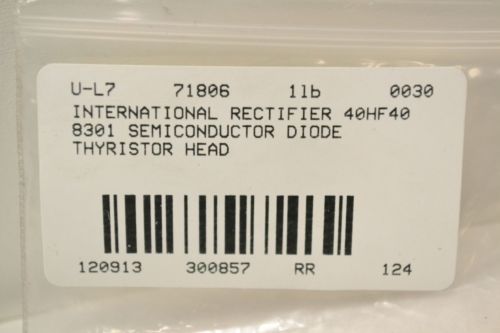 U-L7 71806 1lb 0030
INTERNATIONAL RECTIFIER 40HF40
8301 SEMICONDUCTOR DIODE
THYRISTOR HEAD
120913 300857 RR 124